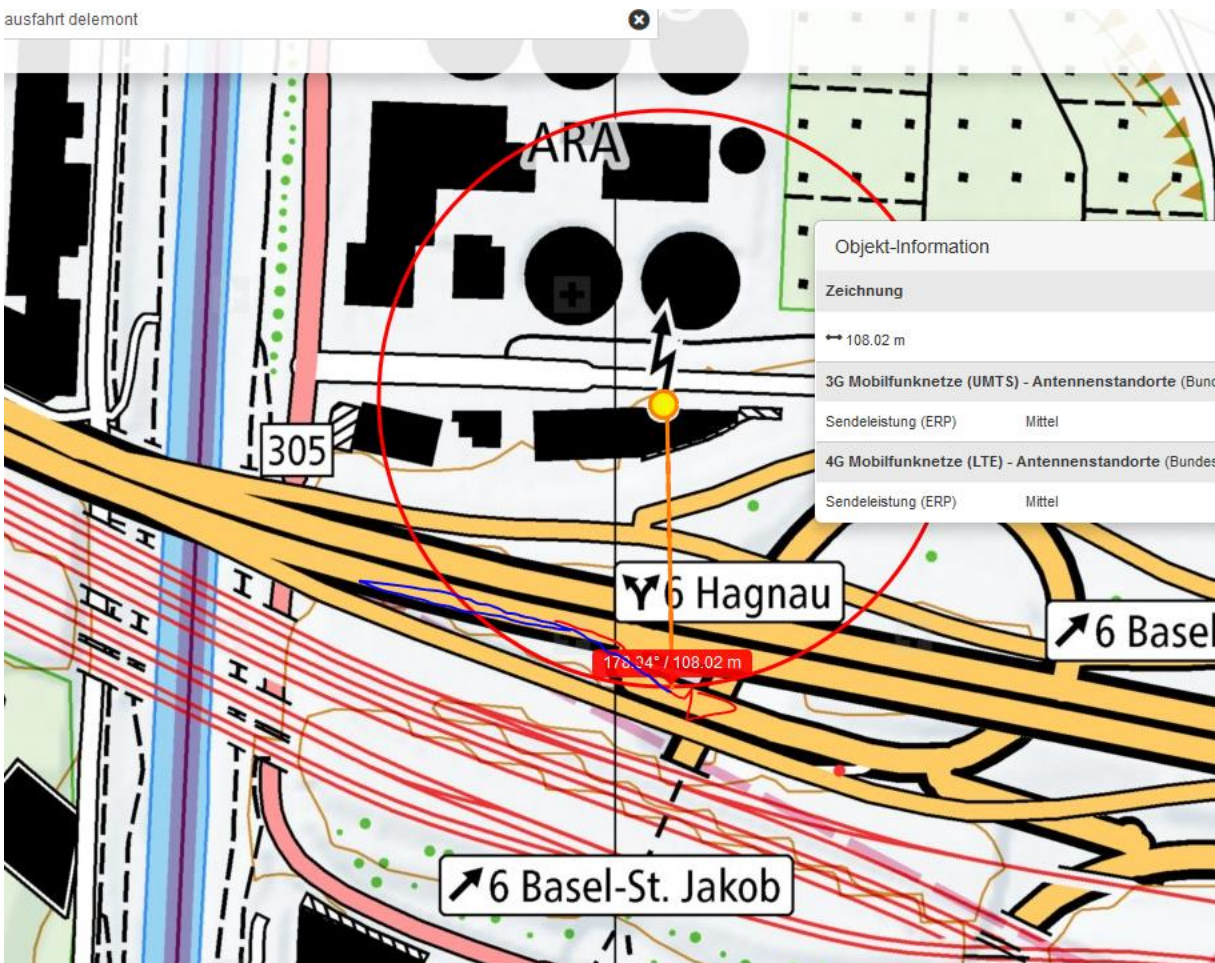 ausfahrt delemont
ARA
Objekt-Information
Zeichnung
108.02 m
3G Mobilfunknetze (UMTS) - Antennenstandorte (Bund
Sendeleistung (ERP) Mittel
305
4G Mobilfunknetze (LTE) - Antennenstandorte (Bundes
Sendeleistung (ERP) Mittel
6 Hagnau
6 Basel
178.04° / 108.02 m
6 Basel-St. Jakob